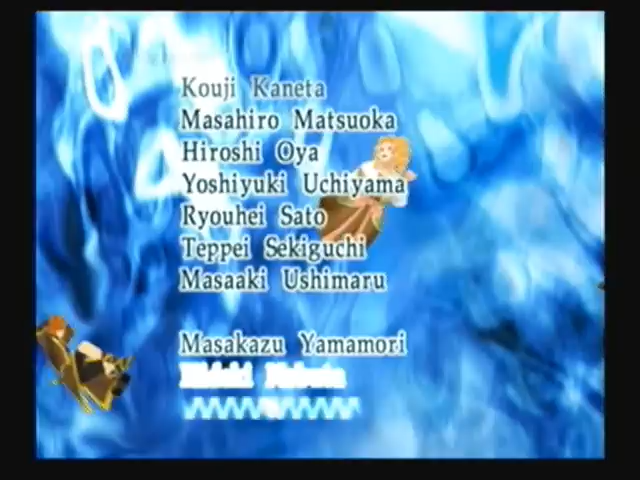 Kouji Kaneta
Masahiro Matsuoka
Hiroshi Oya
Yoshiyuki Uchiyama
Ryouhei Sato
Teppei Sekiguchi
Masaaki Ushimaru
Masakazu Yamamori